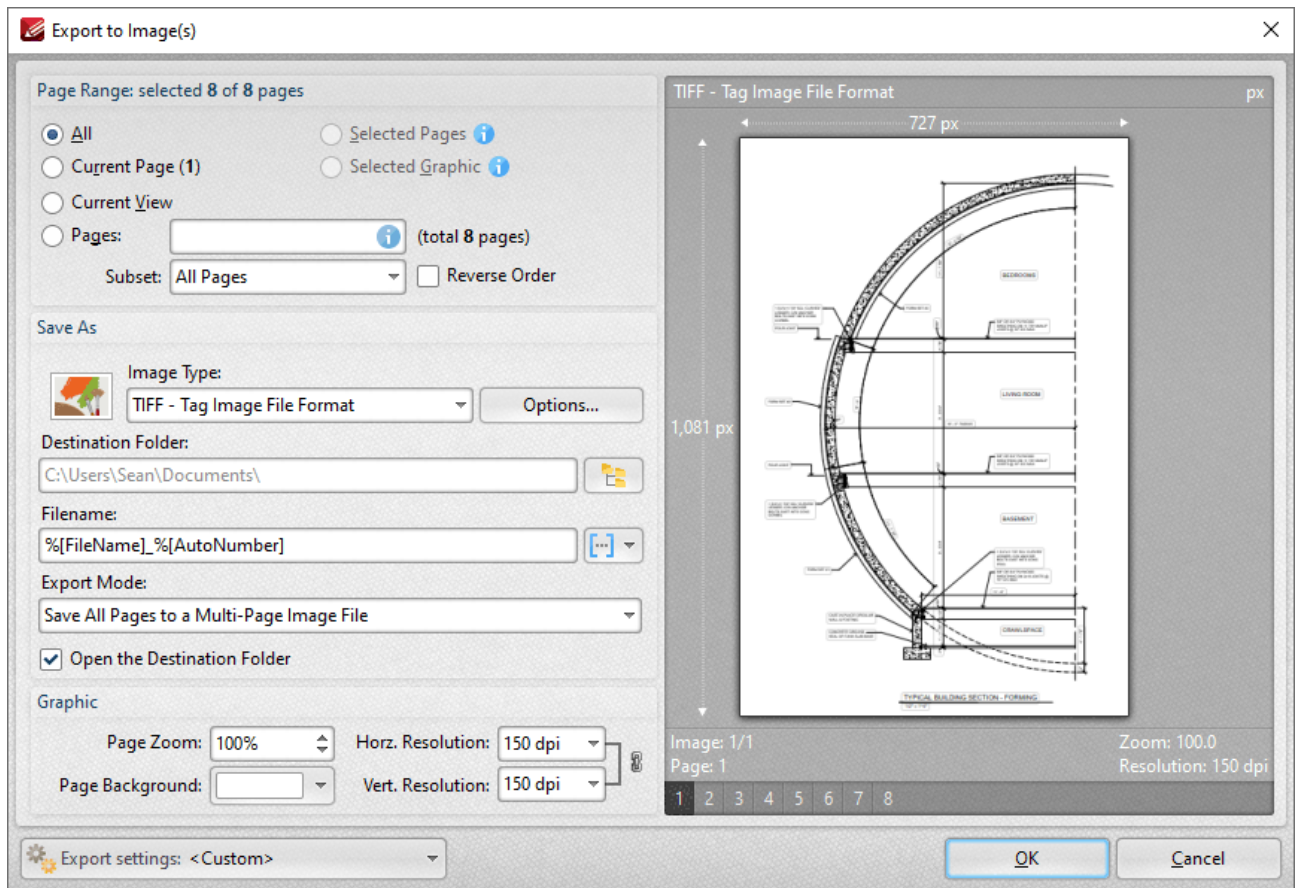 Export to Image(s)
Page Range: selected 8 of 8 pages
All
Selected Pages
Current Page (1)
Selected Graphic
Current View
Pages:
(total 8 pages)
Subset: All Pages
Reverse Order
Save As
Image Type:
TIFF - Tag Image File Format
Options...
Destination Folder:
C:\Users\Sean\Documents\
Filename:
%[FileName]_%[AutoNumber]
Export Mode:
Save All Pages to a Multi-Page Image File
Open the Destination Folder
Graphic
Page Zoom: 100%
Horz. Resolution: 150 dpi
Page Background:
Vert. Resolution: 150 dpi
TIFF - Tag Image File Format px
727 px
1,081 px
BEDROOMS
LIVING ROOM
BASEMENT
CRAWLSPACE
TYPICAL BUILDING SECTION - FORMING
Image: 1/1
Zoom: 100.0
Page: 1
Resolution: 150 dpi
1 2 3 4 5 6 7 8
Export settings: <Custom>
OK
Cancel